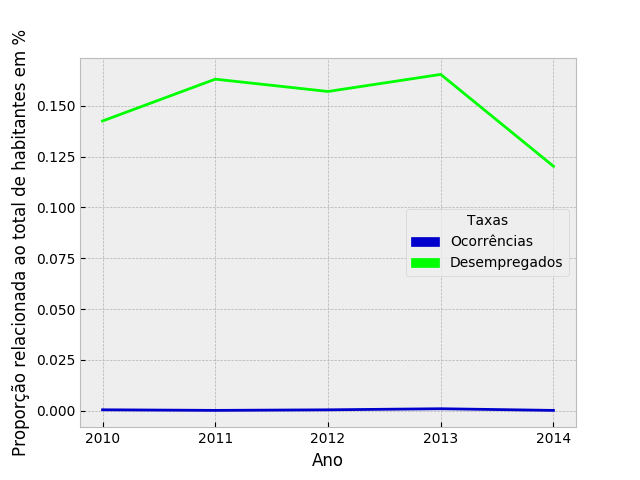 Proporção relacionada ao total de habitantes em %
0.150
0.125
0.100
0.075
0.050
0.025
0.000
Taxas
Ocorrências
Desempregados
2010 2011 2012 2013 2014
Ano